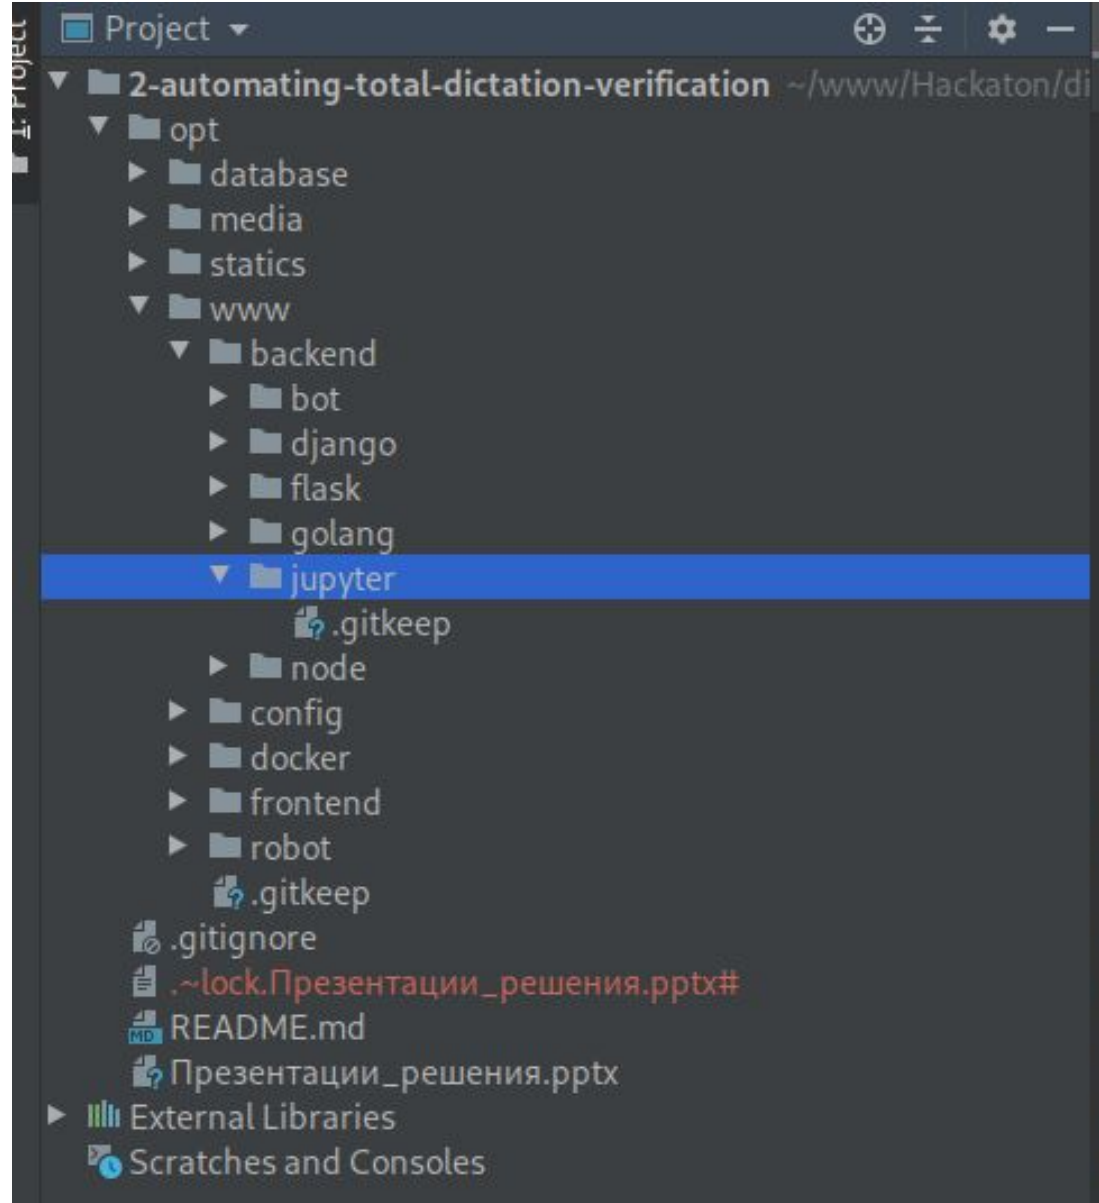 1: Project
Project
2-automating-total-dictation-verification ~/www/Hackaton/di
opt
database
media
statics
www
backend
bot
django
flask
golang
jupyter
.gitkeep
node
config
docker
frontend
robot
.gitkeep
.gitignore
.~lock.Презентации_решения.pptx#
README.md
Презентации_решения.pptx
External Libraries
Scratches and Consoles